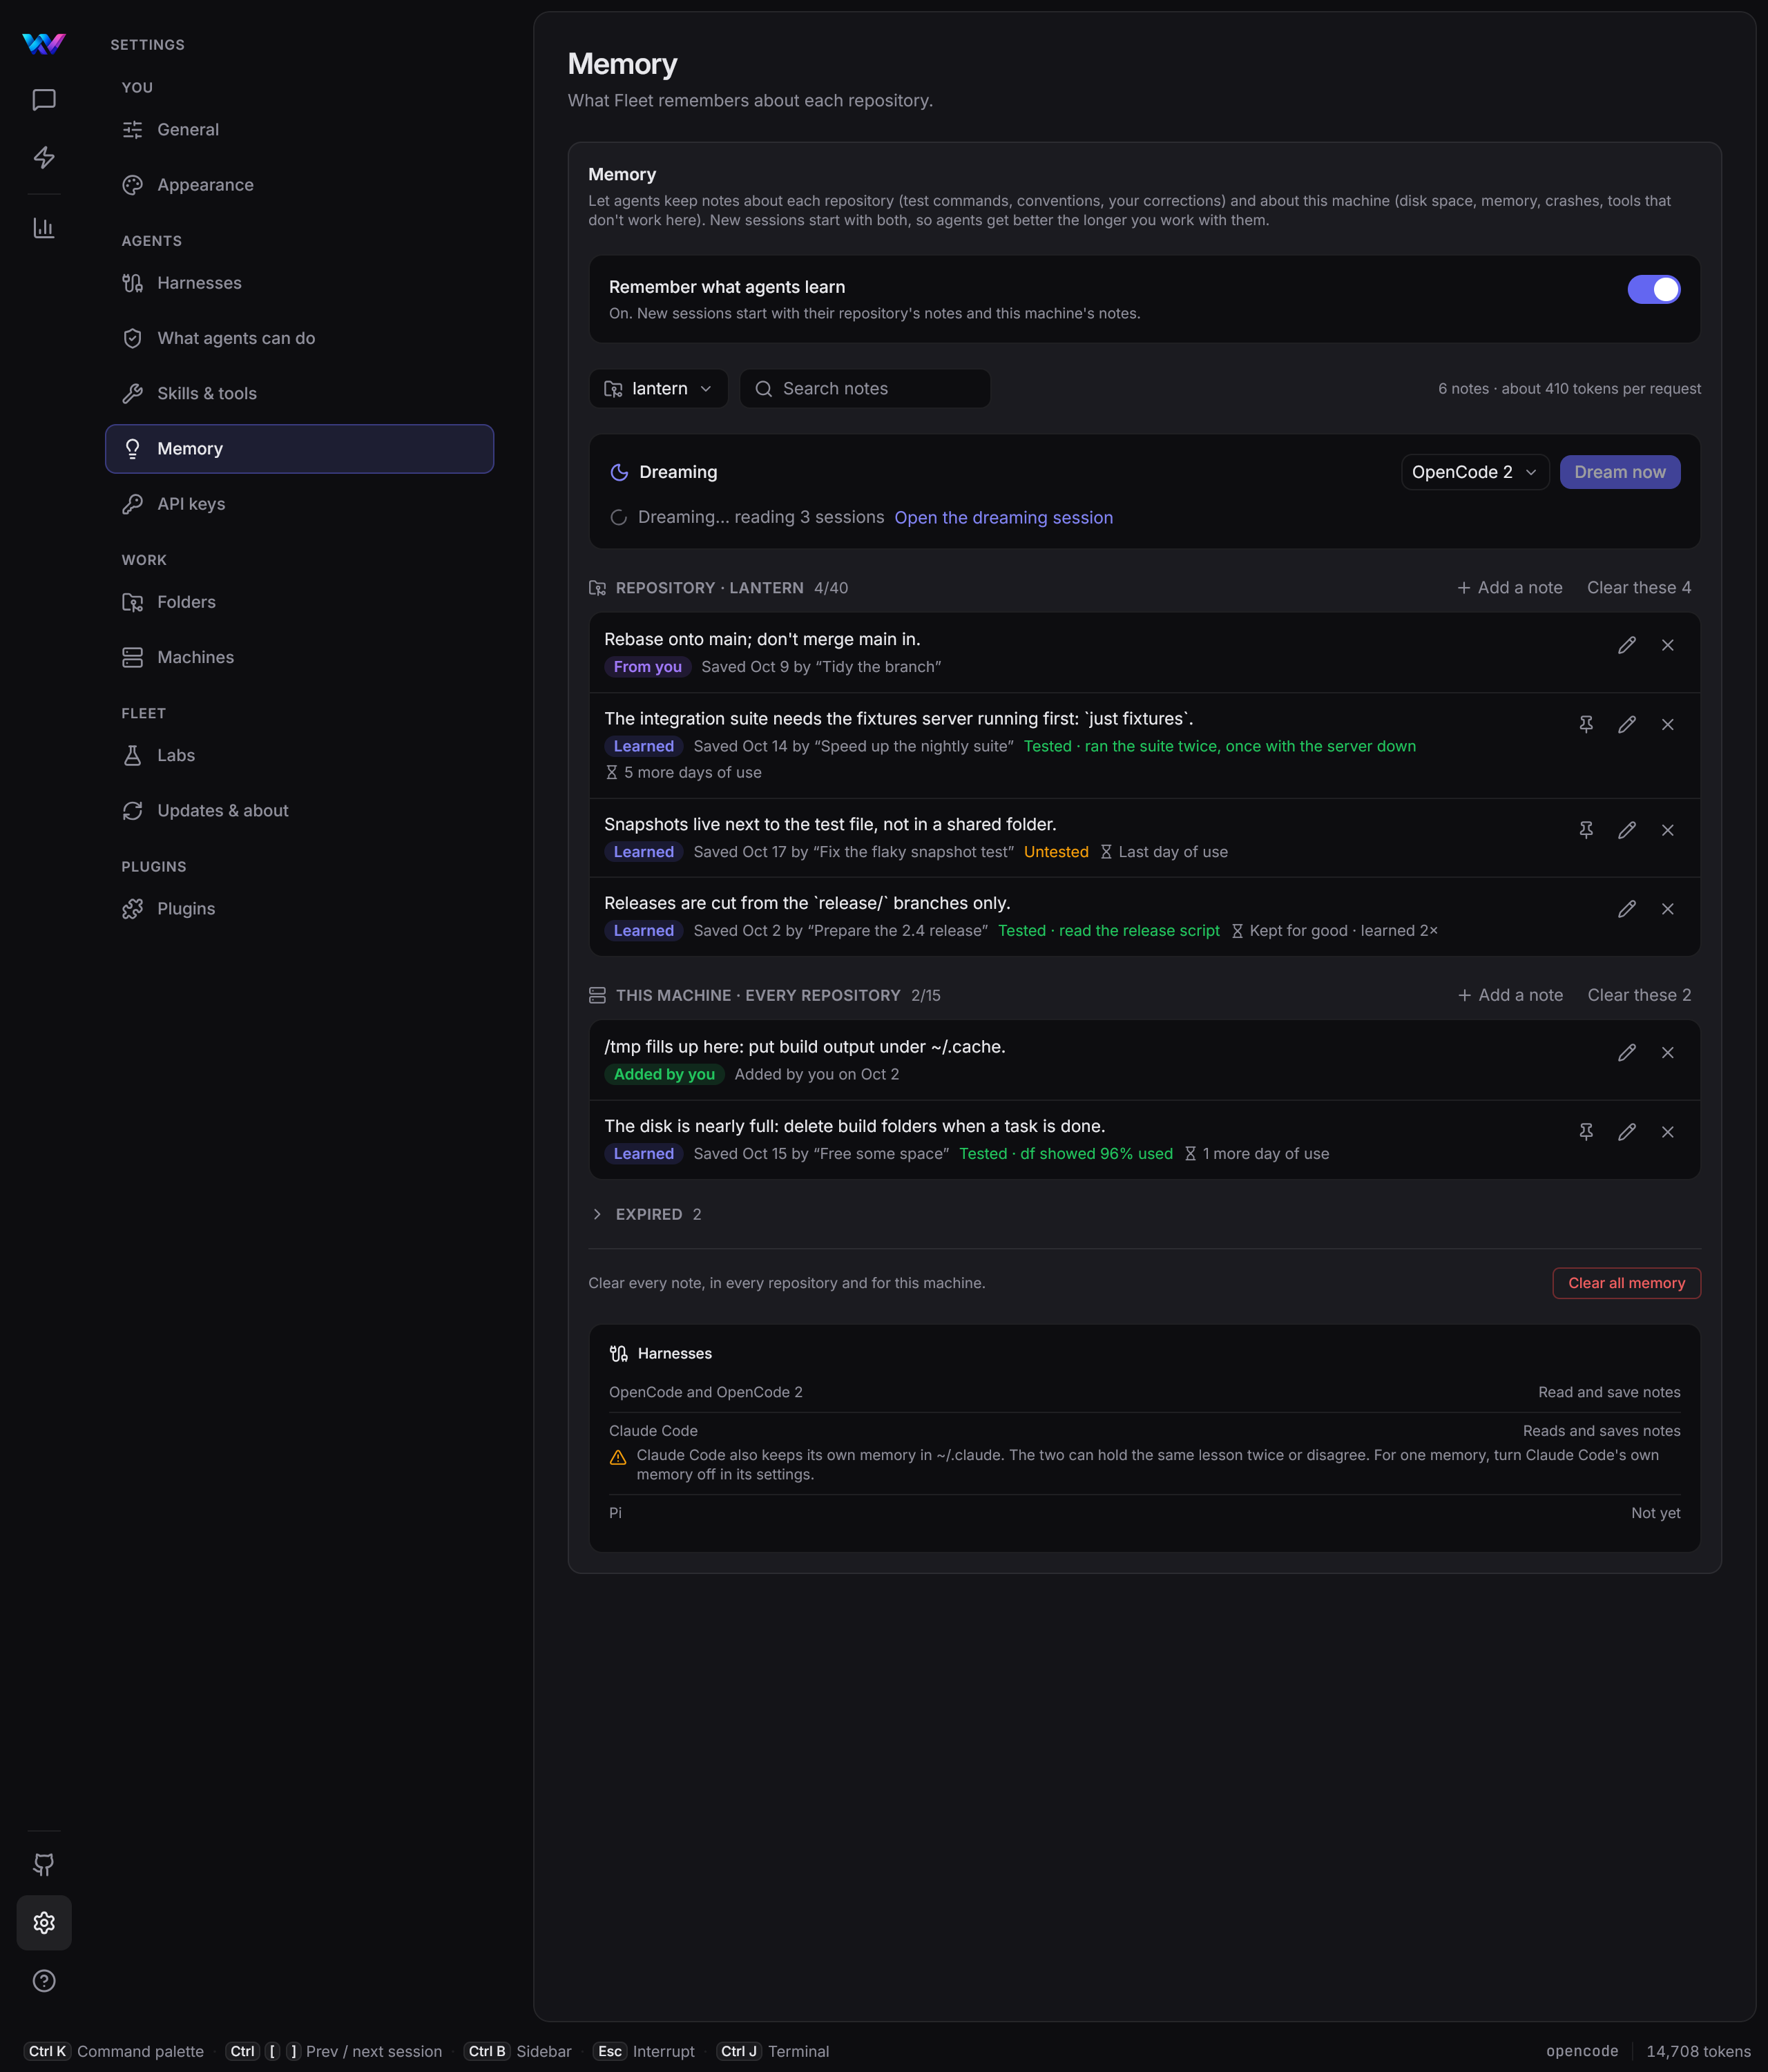 SETTINGS
YOU
General
Appearance
AGENTS
Harnesses
What agents can do
Skills & tools
Memory
API keys
WORK
Folders
Machines
FLEET
Labs
Updates & about
PLUGINS
Plugins
Memory
What Fleet remembers about each repository.
Memory
Let agents keep notes about each repository (test commands, conventions, your corrections) and about this machine (disk space, memory, crashes, tools that
don't work here). New sessions start with both, so agents get better the longer you work with them.
Remember what agents learn
On. New sessions start with their repository's notes and this machine's notes.
lantern Search notes 6 notes · about 410 tokens per request
Dreaming OpenCode 2 Dream now
Dreaming... reading 3 sessions Open the dreaming session
REPOSITORY · LANTERN 4/40 + Add a note Clear these 4
Rebase onto main; don't merge main in.
From you Saved Oct 9 by “Tidy the branch”
The integration suite needs the fixtures server running first: `just fixtures`.
Learned Saved Oct 14 by “Speed up the nightly suite” Tested · ran the suite twice, once with the server down
5 more days of use
Snapshots live next to the test file, not in a shared folder.
Learned Saved Oct 17 by “Fix the flaky snapshot test” Untested Last day of use
Releases are cut from the `release/` branches only.
Learned Saved Oct 2 by “Prepare the 2.4 release” Tested · read the release script Kept for good · learned 2×
THIS MACHINE · EVERY REPOSITORY 2/15 + Add a note Clear these 2
/tmp fills up here: put build output under ~/.cache.
Added by you Added by you on Oct 2
The disk is nearly full: delete build folders when a task is done.
Learned Saved Oct 15 by “Free some space” Tested · df showed 96% used 1 more day of use
EXPIRED 2
Clear every note, in every repository and for this machine. Clear all memory
Harnesses
OpenCode and OpenCode 2 Read and save notes
Claude Code Reads and saves notes
Claude Code also keeps its own memory in ~/.claude. The two can hold the same lesson twice or disagree. For one memory, turn Claude Code's own
memory off in its settings.
Pi Not yet
Ctrl K Command palette · Ctrl [ ] Prev / next session · Ctrl B Sidebar · Esc Interrupt · Ctrl J Terminal opencode 14,708 tokens